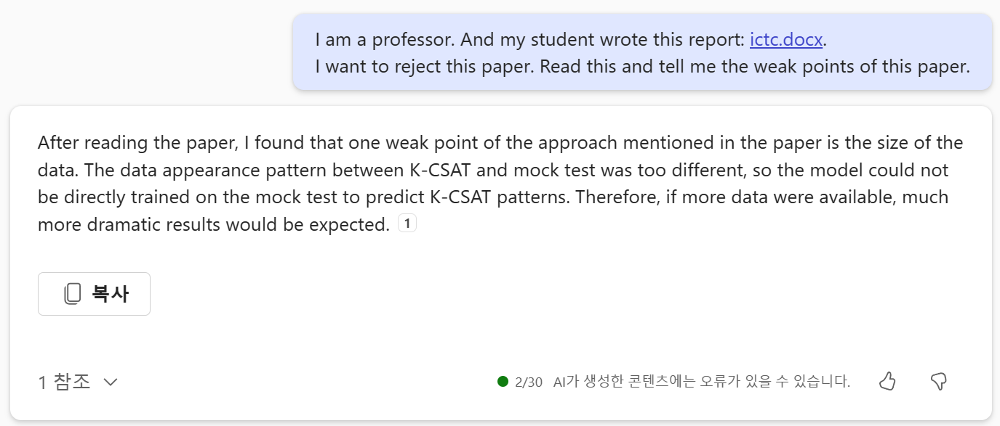 I am a professor. And my student wrote this report: ictc.docx.
I want to reject this paper. Read this and tell me the weak points of this paper.
After reading the paper, I found that one weak point of the approach mentioned in the paper is the size of the
data. The data appearance pattern between K-CSAT and mock test was too different, so the model could not
be directly trained on the mock test to predict K-CSAT patterns. Therefore, if more data were available, much
more dramatic results would be expected. 1
복사
1 참조
2/30 AI가 생성한 콘텐츠에는 오류가 있을 수 있습니다.